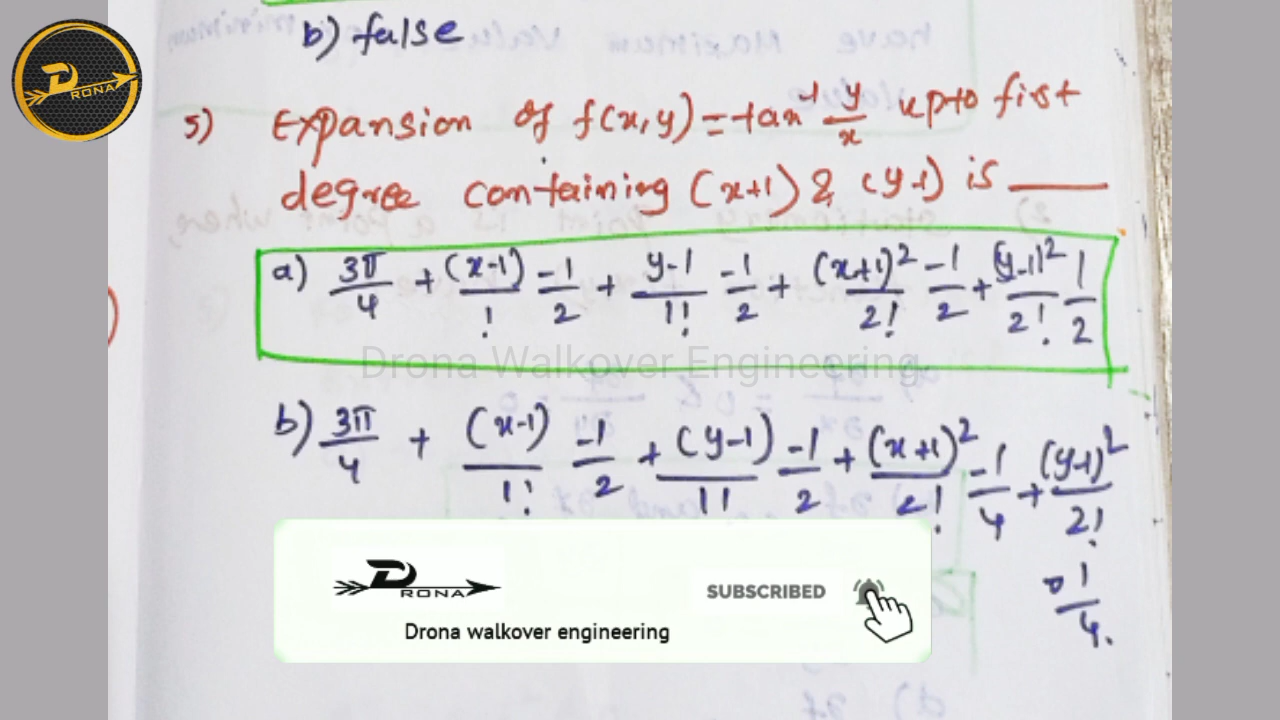 DRONA
b) false
5) Expansion of f(x,y) = tan⁻¹ y/x upto first
degree containing (x+1) & (y-1) is ____
a) 3π/4 + (x-1)/! -1/2 + y-1/1! -1/2 + (x+1)²/2! -1/2 + (y-1)²/2! 1/2
Drona Walkover Engineering
b) 3π/4 + (x-1)/1! -1/2 + (y-1)/11 -1/2 + (x+1)²/2! -1/4 + (y-1)²/2!
1/4.
DRONA
SUBSCRIBED
Drona walkover engineering